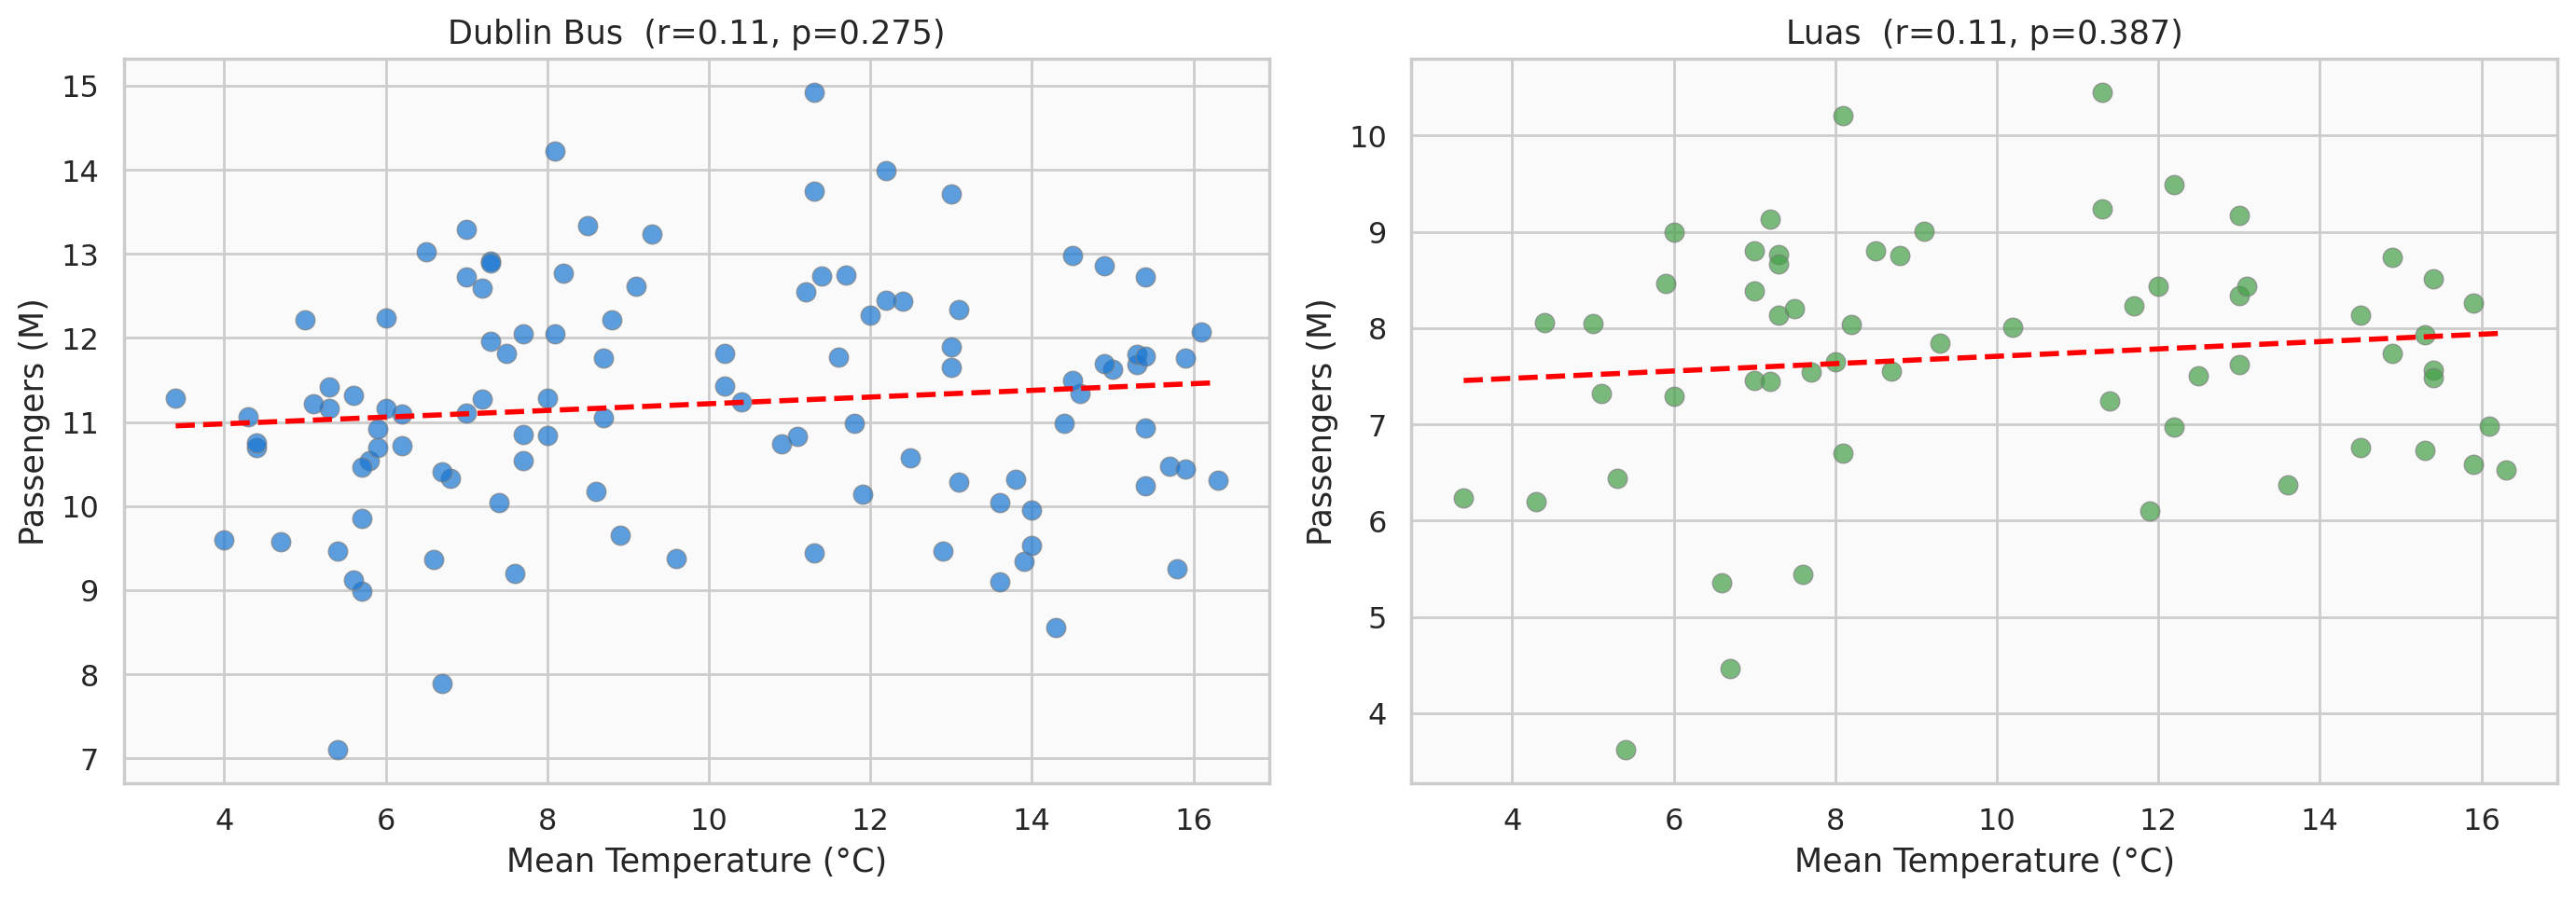 Dublin Bus  (r=0.11, p=0.275)
Passengers (M)
15
14
13
12
11
10
9
8
7
4 6 8 10 12 14 16
Mean Temperature (°C)
Luas  (r=0.11, p=0.387)
Passengers (M)
10
9
8
7
6
5
4
4 6 8 10 12 14 16
Mean Temperature (°C)